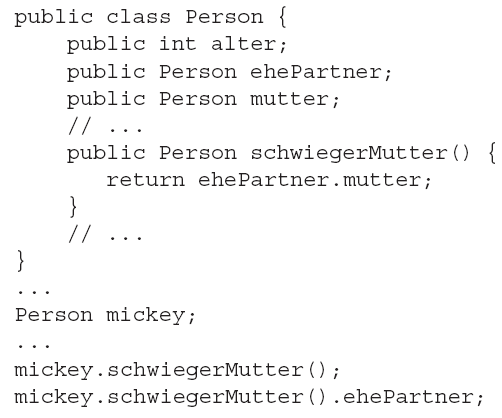 public class Person {
    public int alter;
    public Person ehePartner;
    public Person mutter;
    // ...
    public Person schwiegerMutter() {
       return ehePartner.mutter;
    }
    // ...
}
...
Person mickey;
...
mickey.schwiegerMutter();
mickey.schwiegerMutter().ehePartner;